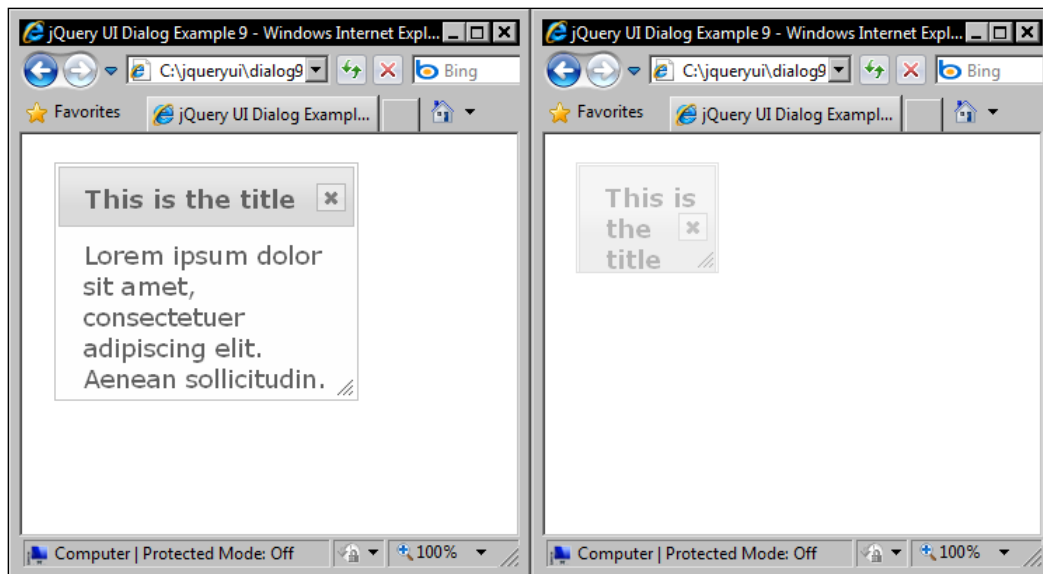 jQuery UI Dialog Example 9 - Windows Internet Expl...
C:\jqueryui\dialog9
Bing
Favorites
jQuery UI Dialog Exampl...
This is the title
Lorem ipsum dolor
sit amet,
consectetuer
adipiscing elit.
Aenean sollicitudin.
Computer | Protected Mode: Off
100%
jQuery UI Dialog Example 9 - Windows Internet Expl...
C:\jqueryui\dialog9
Bing
Favorites
jQuery UI Dialog Exampl...
This is
the
title
Computer | Protected Mode: Off
100%